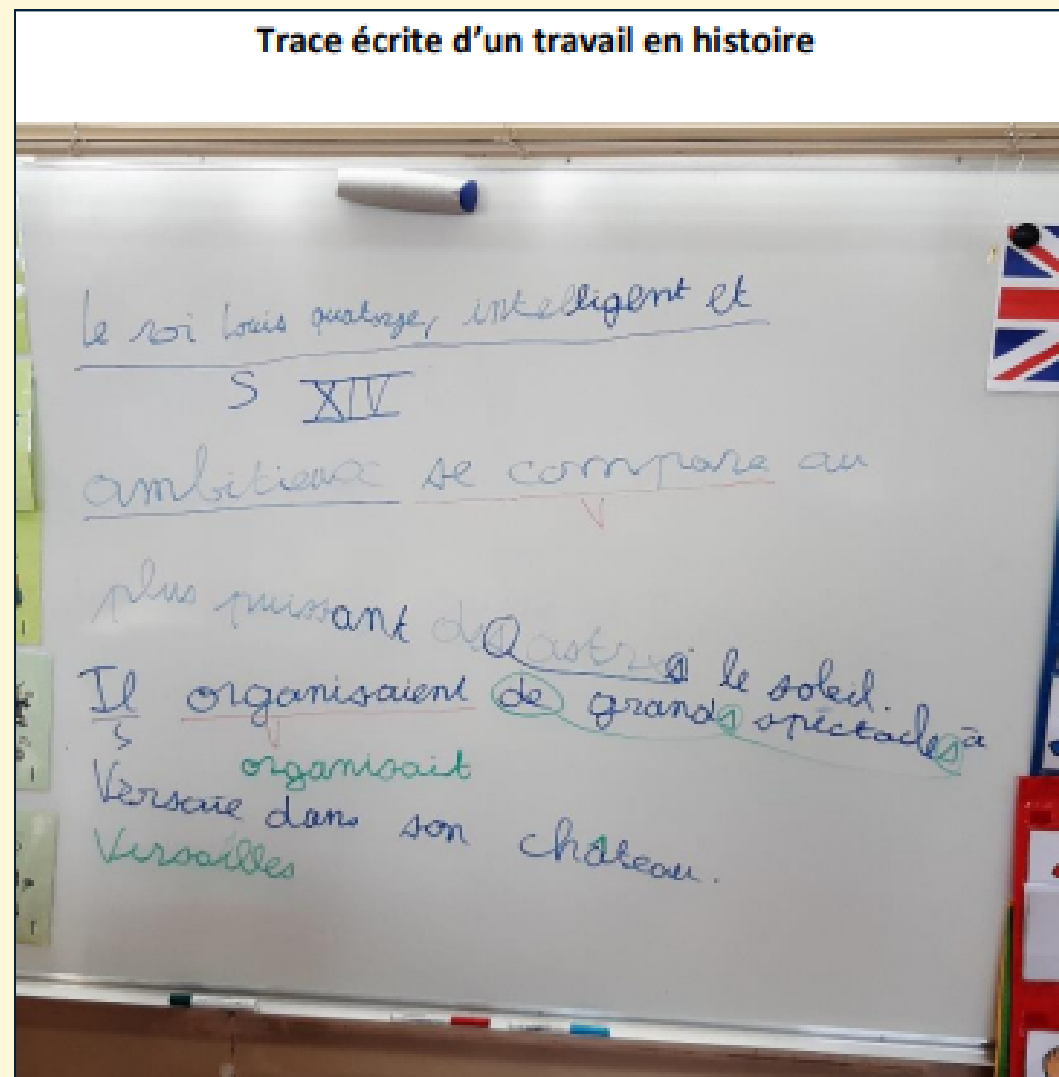 Trace écrite d'un travail en histoire
le roi Louis quatorze, intelligent et
S XIV
ambitieux se compare au
V
plus puissant des astres le soleil.
Il organisaient de grands spectacles à
S V
organisait
Versaie dans son château.
Versailles